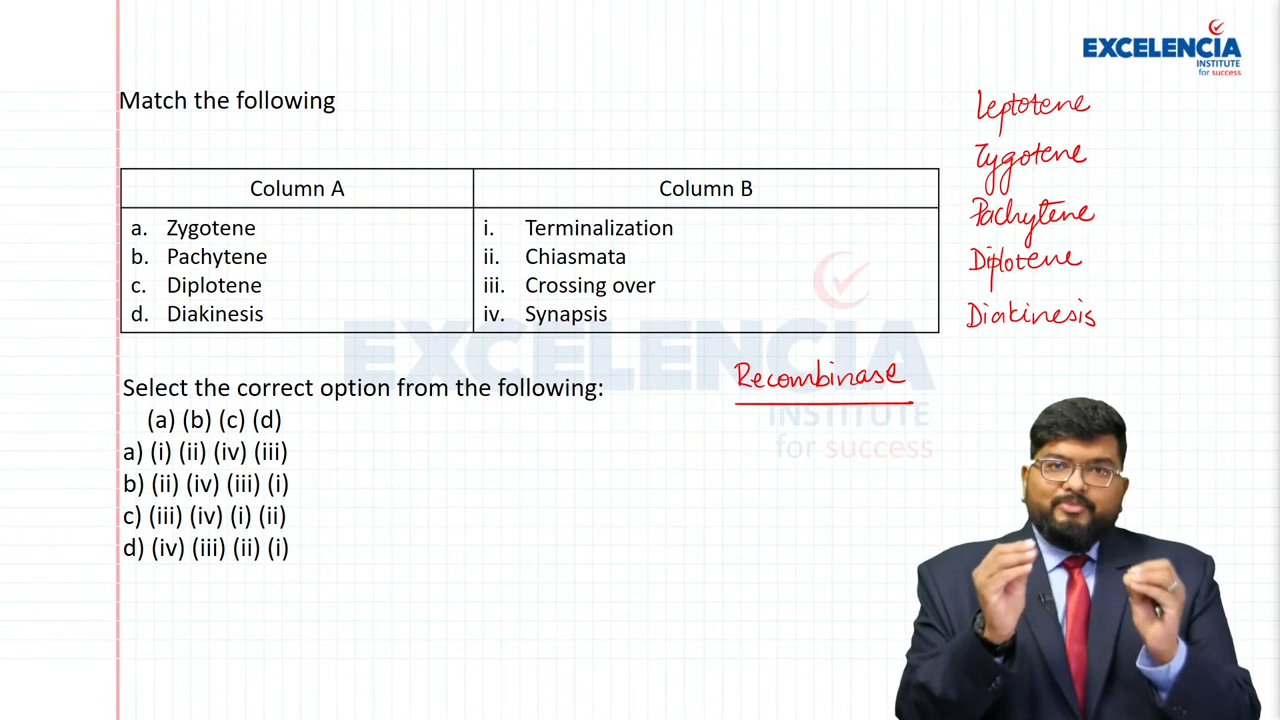 EXCELENCIA
INSTITUTE
for success
Match the following
Column A Column B
a. Zygotene i. Terminalization
b. Pachytene ii. Chiasmata
c. Diplotene iii. Crossing over
d. Diakinesis iv. Synapsis
Leptotene
Zygotene
Pachytene
Diplotene
Diakinesis
EXCELENCIA
INSTITUTE
for success
Recombinase
Select the correct option from the following:
(a) (b) (c) (d)
a) (i) (ii) (iv) (iii)
b) (ii) (iv) (iii) (i)
c) (iii) (iv) (i) (ii)
d) (iv) (iii) (ii) (i)